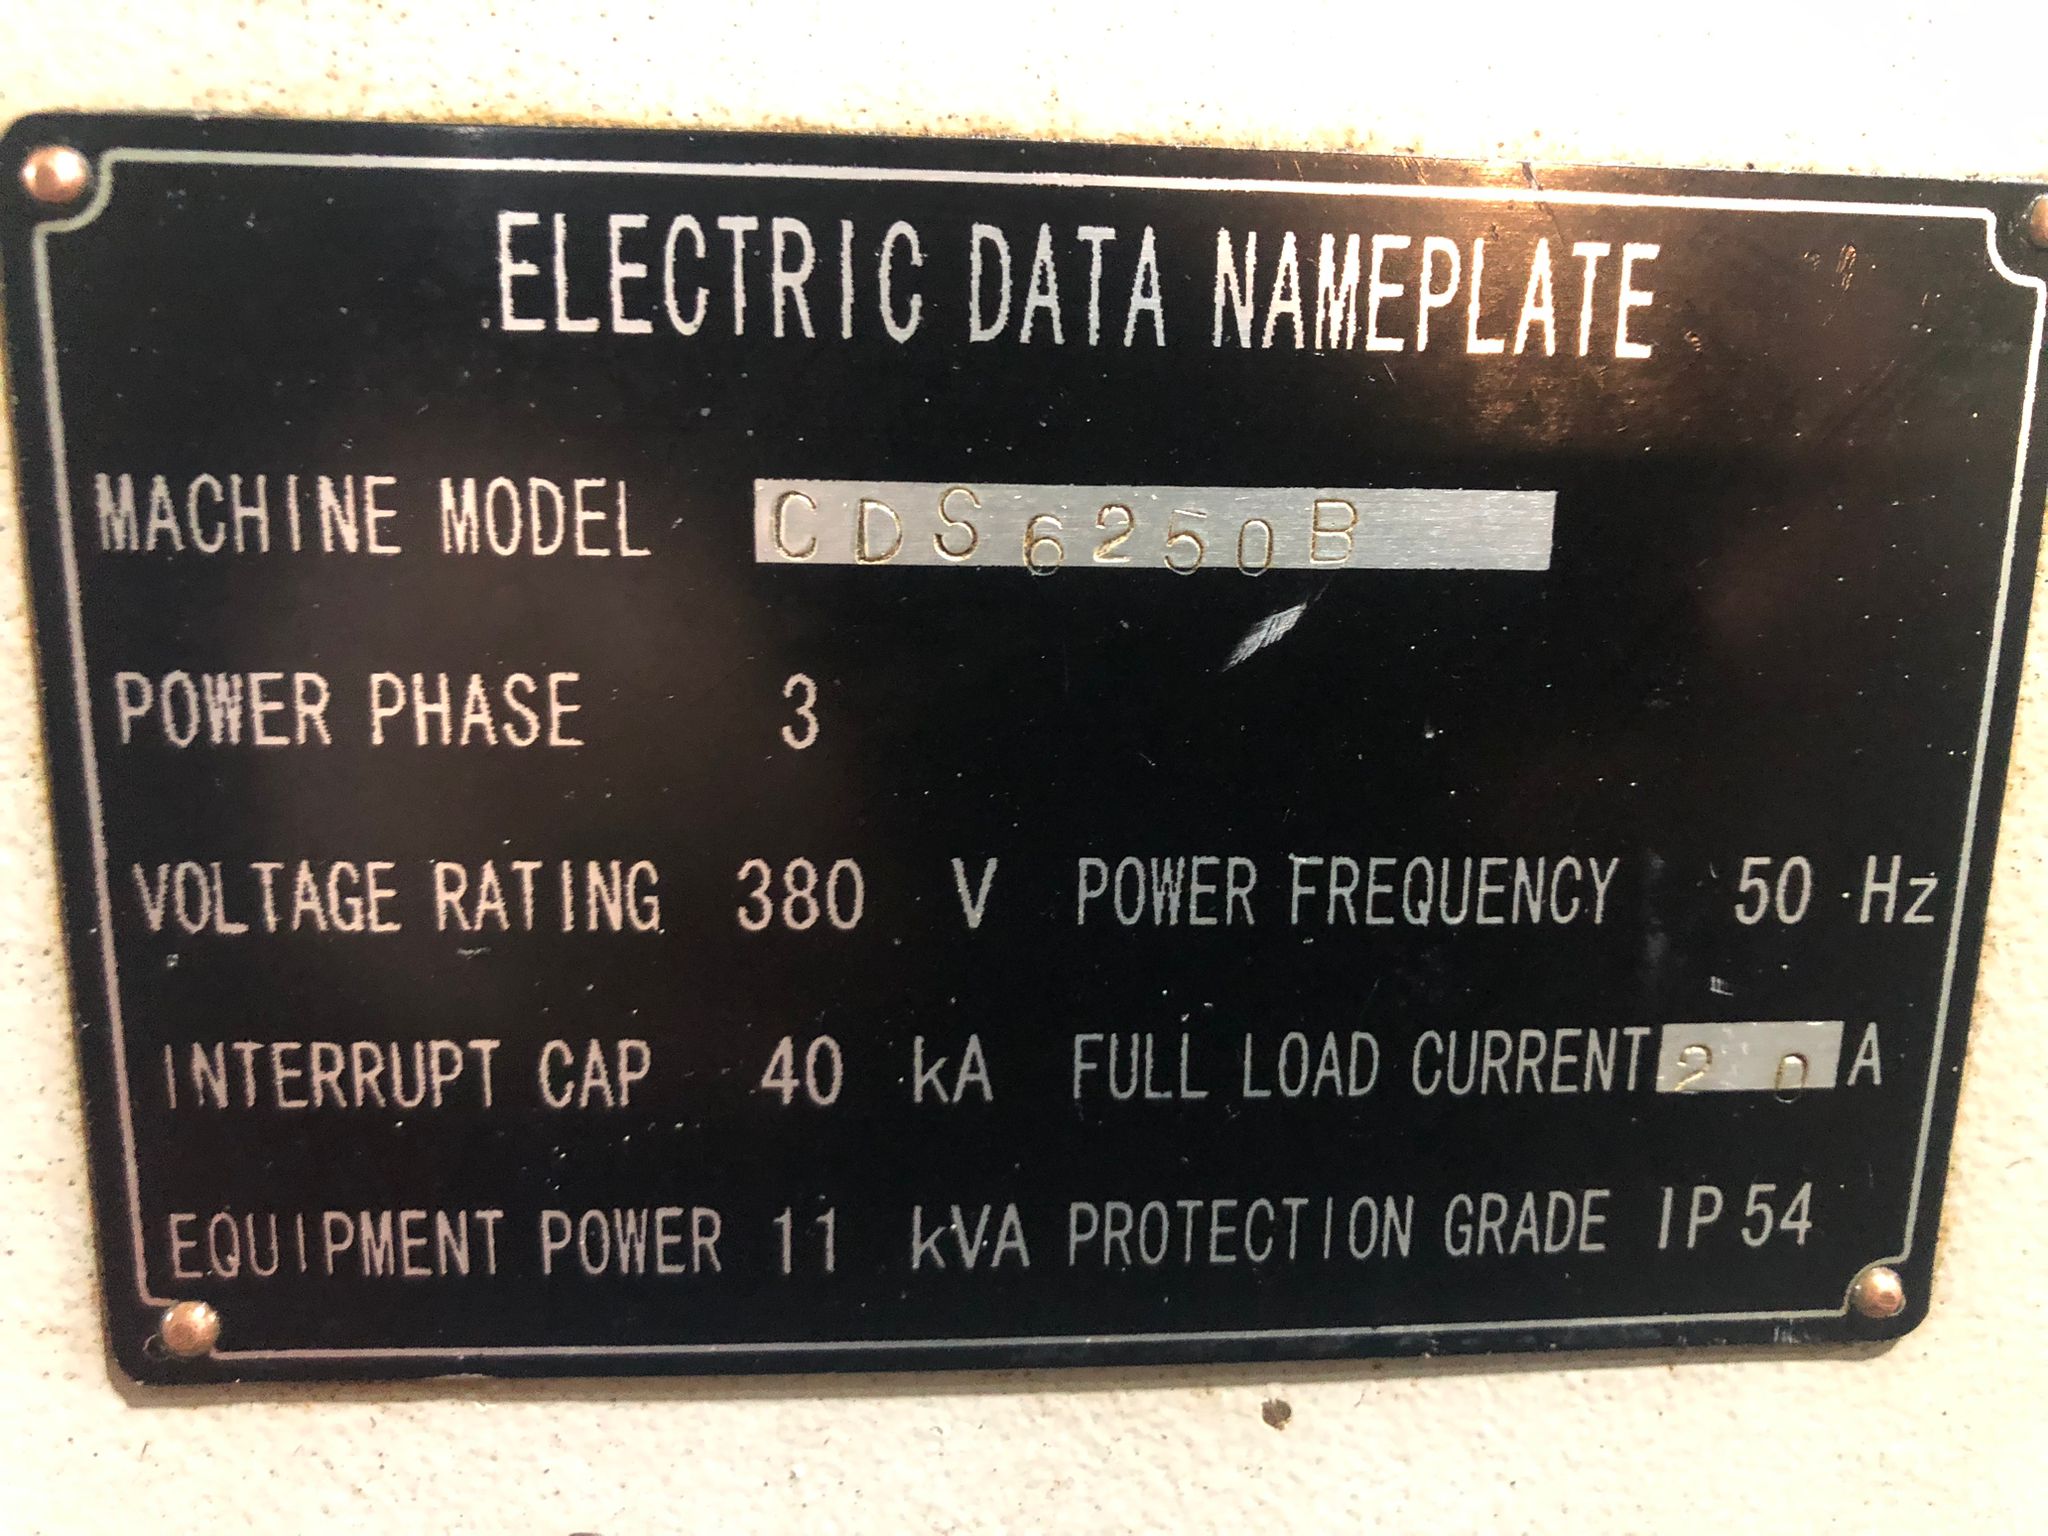 ELECTRIC DATA NAMEPLATE
MACHINE MODEL CDS6250B
POWER PHASE 3
VOLTAGE RATING 380 V POWER FREQUENCY 50 Hz
INTERRUPT CAP 40 kA FULL LOAD CURRENT 20 A
EQUIPMENT POWER 11 kVA PROTECTION GRADE IP54